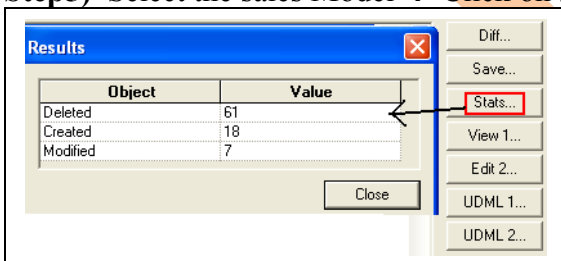 Step5) Select the sales Model
Results
Object Value
Deleted 61
Created 18
Modified 7
Close
Diff...
Save...
Stats...
View 1...
Edit 2...
UDML 1...
UDML 2...